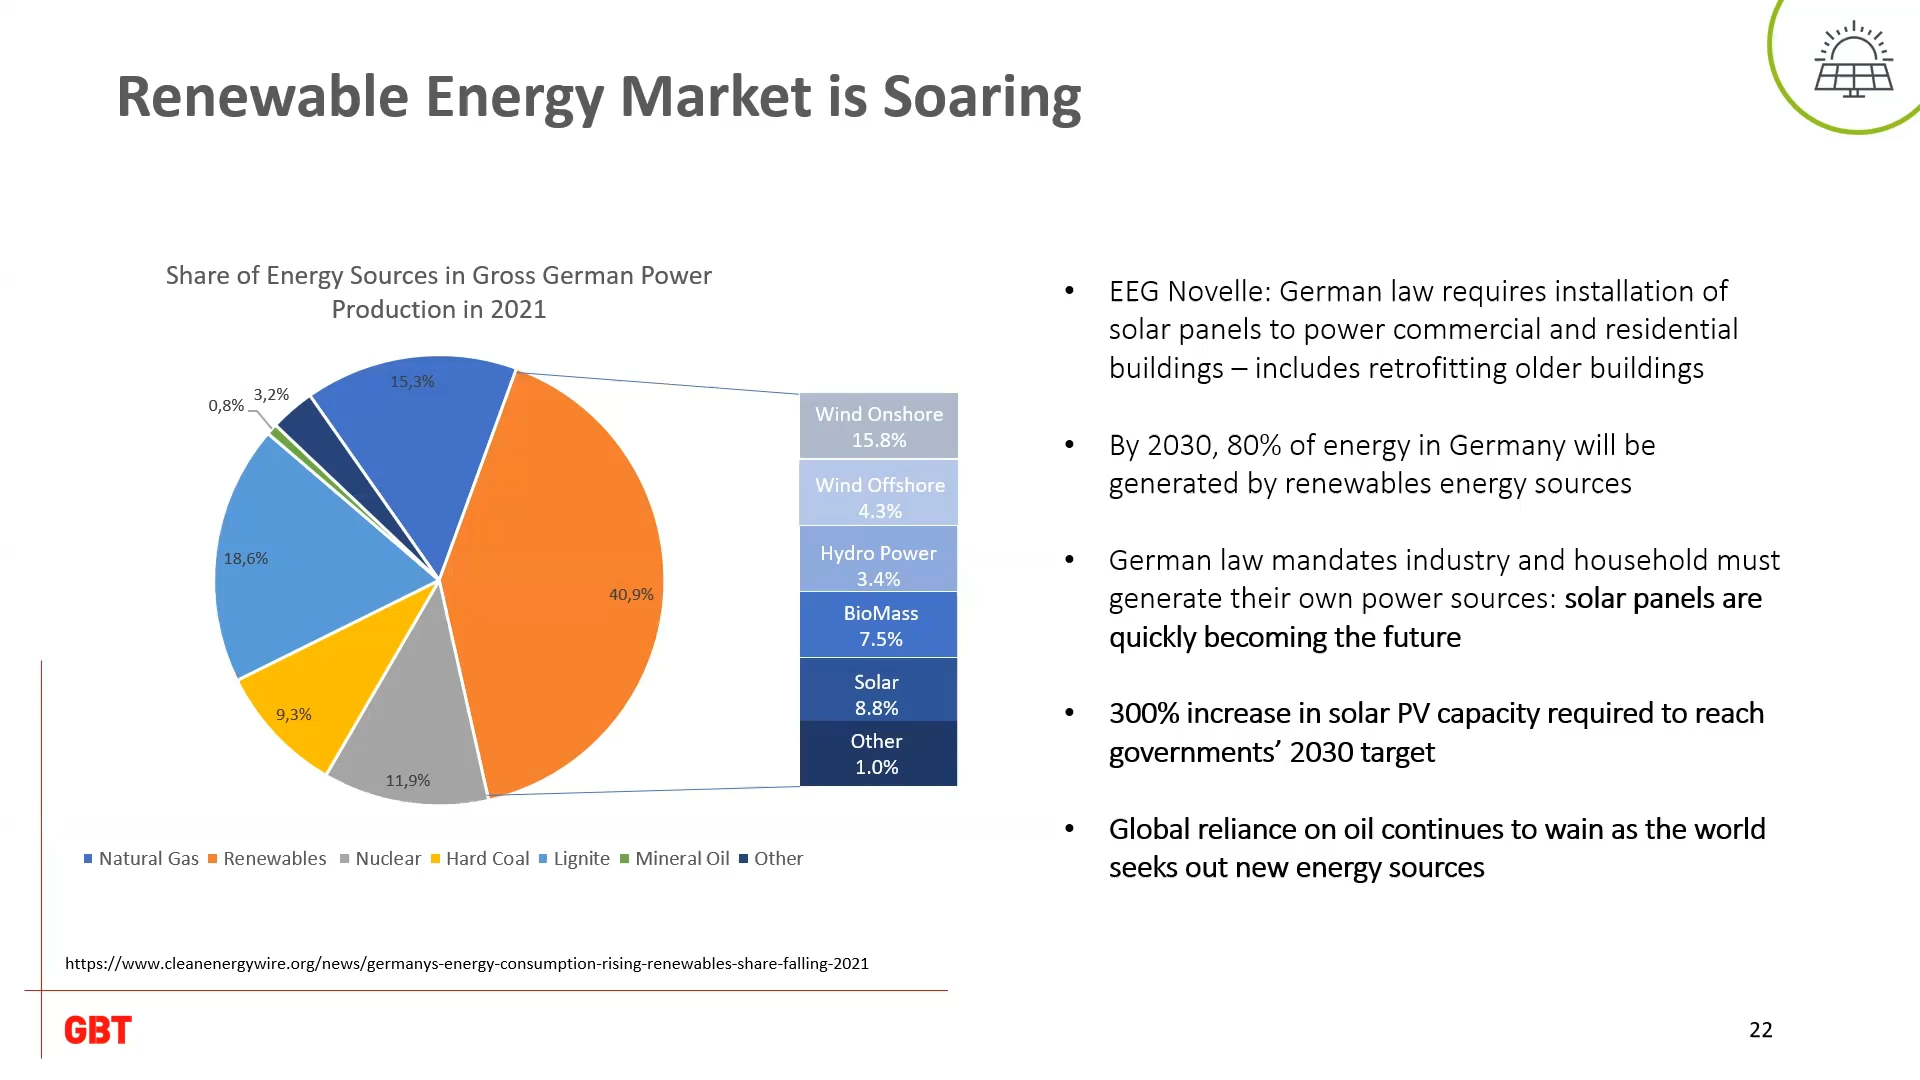 Renewable Energy Market is Soaring
Share of Energy Sources in Gross German Power
Production in 2021
15,3%
3,2%
0,8%
18,6%
40,9%
9,3%
11,9%
Wind Onshore
15.8%
Wind Offshore
4.3%
Hydro Power
3.4%
BioMass
7.5%
Solar
8.8%
Other
1.0%
Natural Gas Renewables Nuclear Hard Coal Lignite Mineral Oil Other
• EEG Novelle: German law requires installation of
solar panels to power commercial and residential
buildings – includes retrofitting older buildings
• By 2030, 80% of energy in Germany will be
generated by renewables energy sources
• German law mandates industry and household must
generate their own power sources: solar panels are
quickly becoming the future
• 300% increase in solar PV capacity required to reach
governments’ 2030 target
• Global reliance on oil continues to wain as the world
seeks out new energy sources
https://www.cleanenergywire.org/news/germanys-energy-consumption-rising-renewables-share-falling-2021
GBT
22